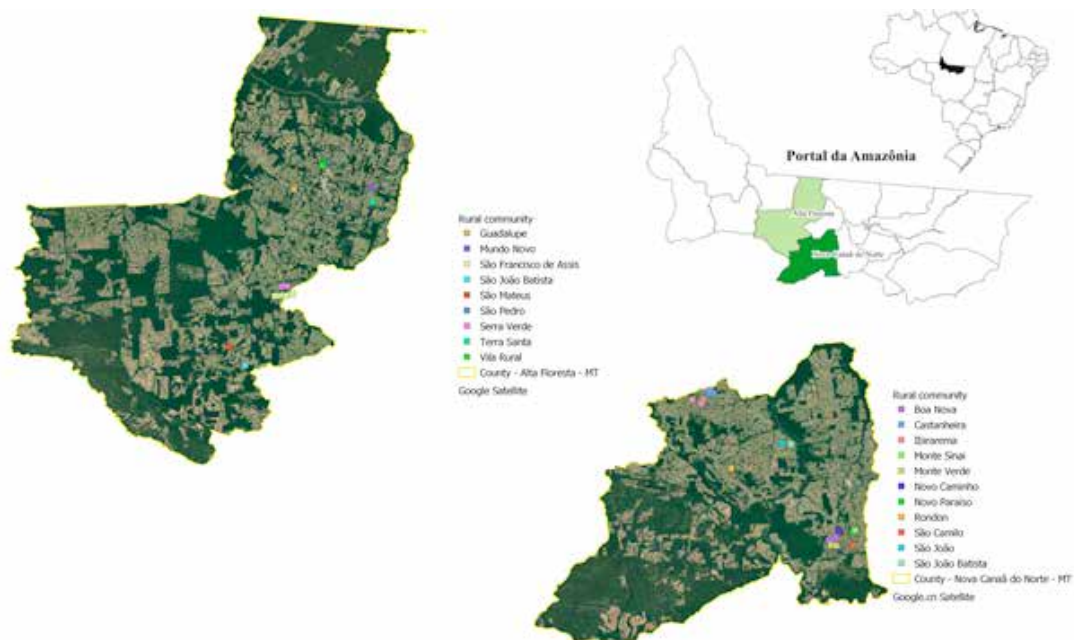 Portal da Amazônia
Alta Floresta
Nova Canaã do Norte
Rural community
Guadalupe
Mundo Novo
São Francisco de Assis
São João Batista
São Mateus
São Pedro
Serra Verde
Terra Santa
Vila Rural
County - Alta Floresta - MT
Google Satellite
Rural community
Boa Nova
Castanheira
Ibirarema
Monte Sinai
Monte Verde
Novo Caminho
Novo Paraíso
Rondon
São Camilo
São João
São João Batista
County - Nova Canaã do Norte - MT
Google.cn Satellite